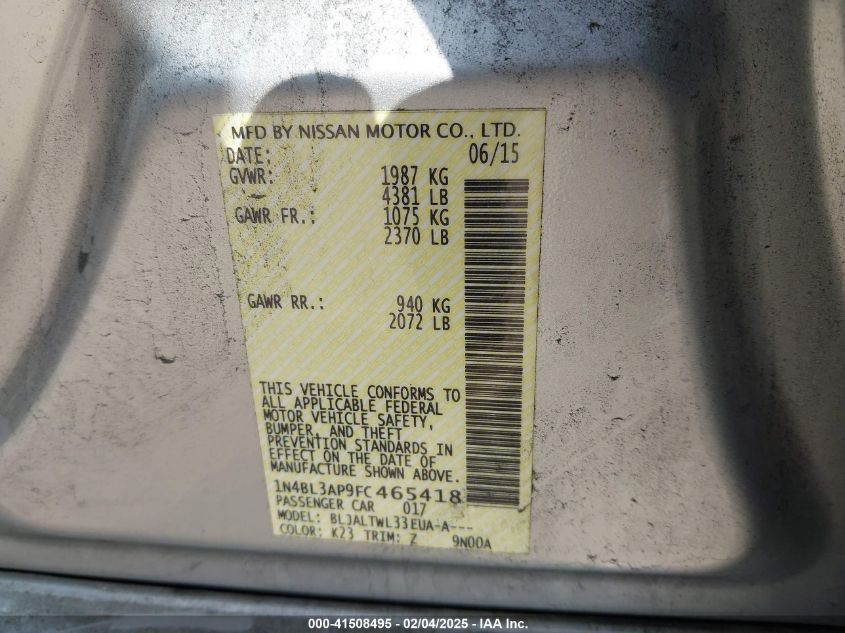 MFD BY NISSAN MOTOR CO., LTD.
DATE: 06/15
GVWR: 1987 KG
4381 LB
GAWR FR.: 1075 KG
2370 LB
GAWR RR.: 940 KG
2072 LB
THIS VEHICLE CONFORMS TO
ALL APPLICABLE FEDERAL
MOTOR VEHICLE SAFETY,
BUMPER, AND THEFT
PREVENTION STANDARDS IN
EFFECT ON THE DATE OF
MANUFACTURE SHOWN ABOVE.
1N4BL3AP9FC465418
PASSENGER CAR 017
MODEL: BLJALTWL33EUA-A---
COLOR: K23 TRIM: Z 9N00A
000-41508495 - 02/04/2025 - IAA Inc.